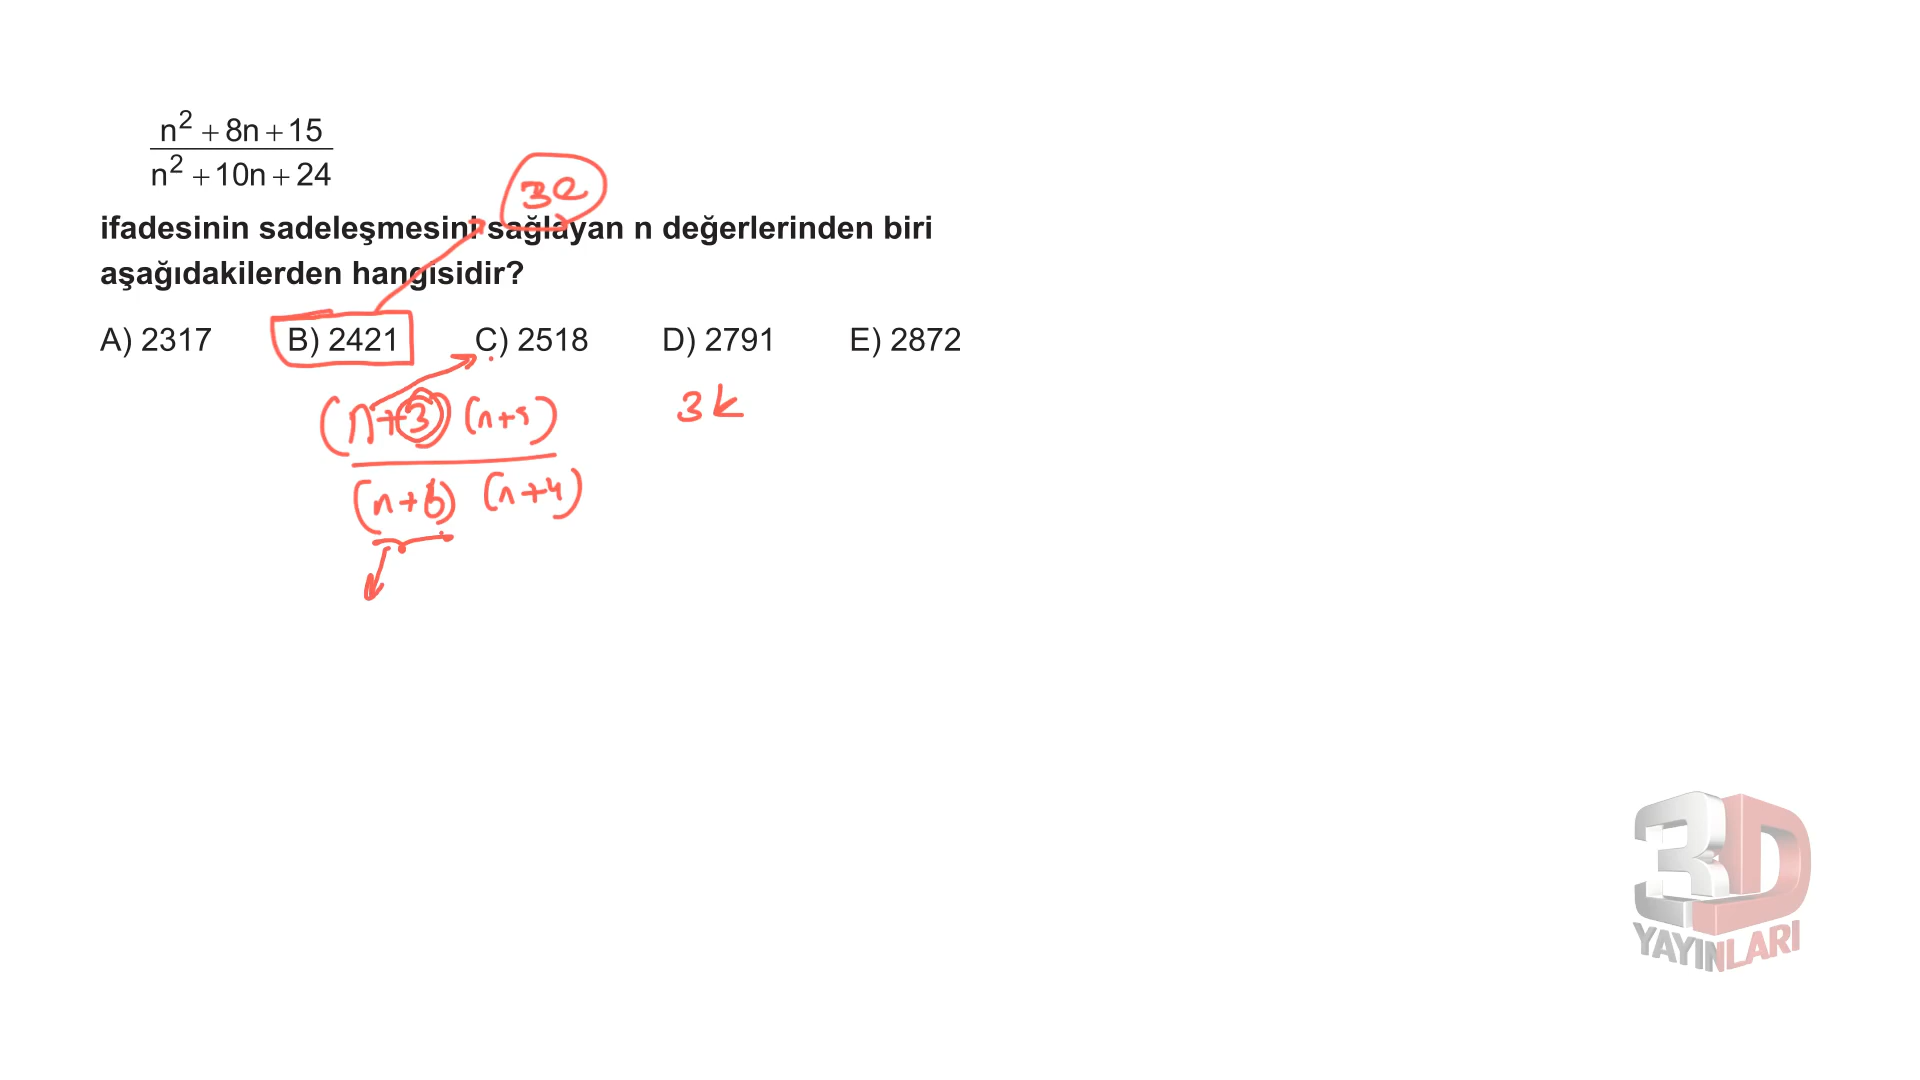 n² + 8n + 15
n² + 10n + 24
ifadesinin sadeleşmesini sağlayan n değerlerinden biri
aşağıdakilerden hangisidir?
A) 2317 B) 2421 C) 2518 D) 2791 E) 2872
(n+3) (n+5)
3k
(n+6) (n+4)
3D
YAYINLARI